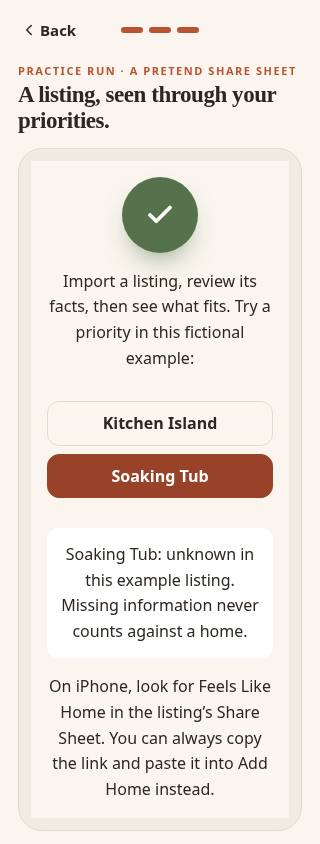 Back
PRACTICE RUN · A PRETEND SHARE SHEET
A listing, seen through your
priorities.
Import a listing, review its
facts, then see what fits. Try a
priority in this fictional
example:
Kitchen Island
Soaking Tub
Soaking Tub: unknown in
this example listing.
Missing information never
counts against a home.
On iPhone, look for Feels Like
Home in the listing’s Share
Sheet. You can always copy
the link and paste it into Add
Home instead.